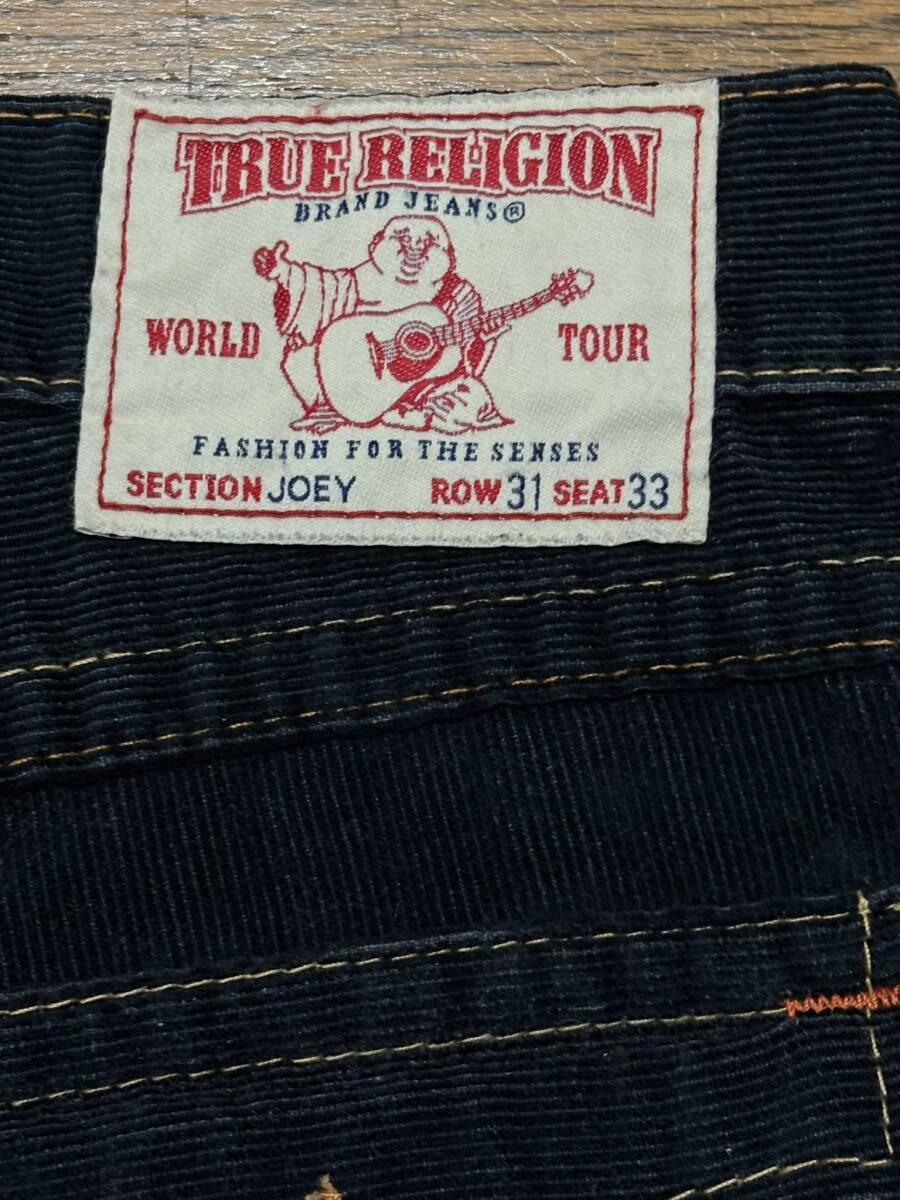 TRUE RELIGION
BRAND JEANS®
WORLD TOUR
FASHION FOR THE SENSES
SECTION JOEY ROW 31 SEAT 33